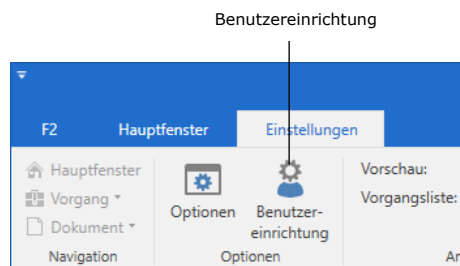 Benutzereinrichtung
F2 Hauptfenster Einstellungen
Hauptfenster
Vorgang
Dokument
Navigation
Optionen
Benutzer-
einrichtung
Optionen
Vorschau:
Vorgangsliste: